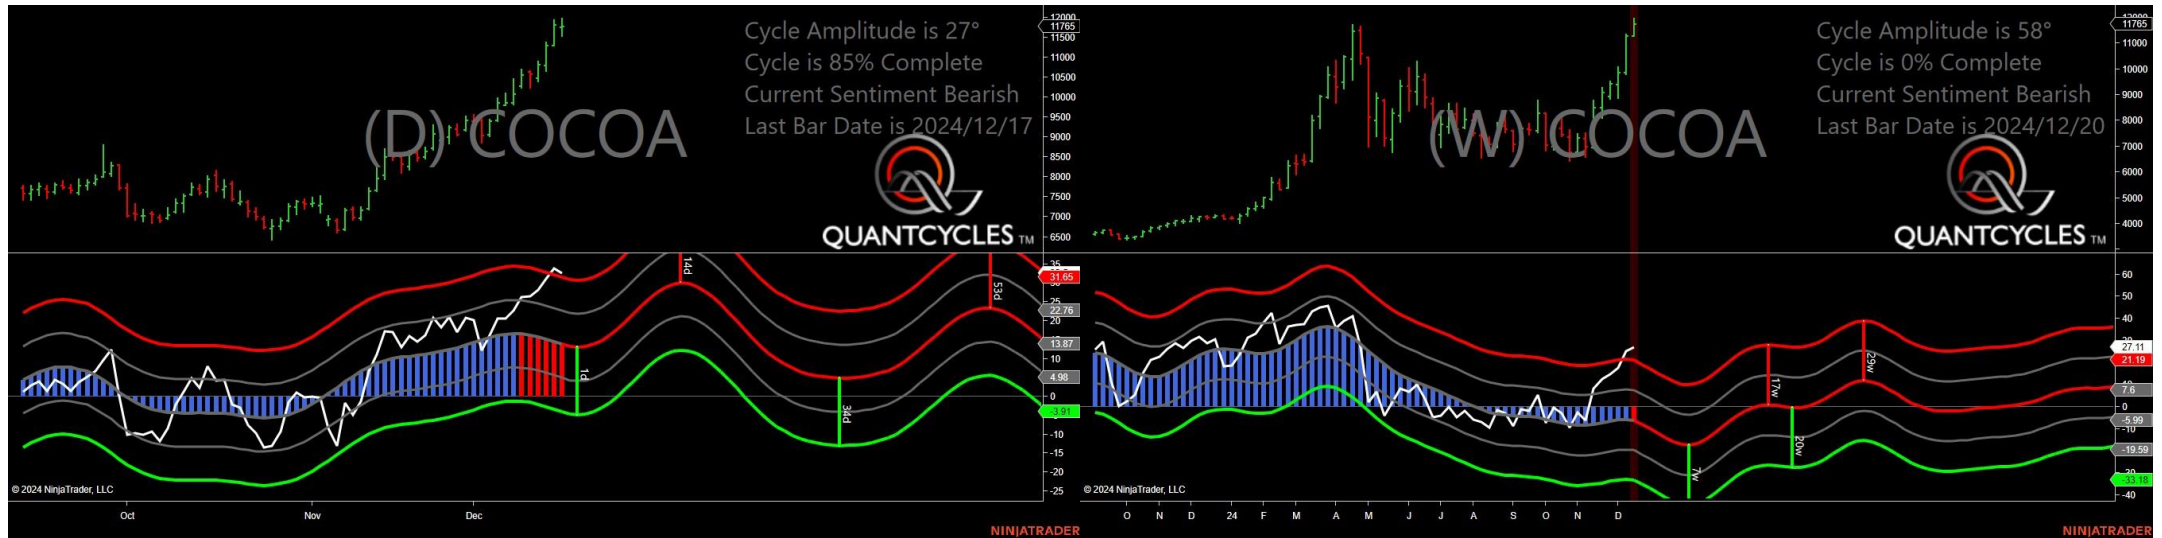 Cycle Amplitude is 27°
Cycle is 85% Complete
Current Sentiment Bearish
Last Bar Date is 2024/12/17
(D) COCOA
QUANTCYCLES TM
12000
11765
11500
11000
10500
10000
9500
9000
8500
8000
7500
7000
6500
14d
53d
1d
34d
35
31.65
25
22.76
20
13.87
10
4.98
0
-3.91
-10
-15
-20
-25
© 2024 NinjaTrader, LLC
Oct
Nov
Dec
NINJATRADER
Cycle Amplitude is 58°
Cycle is 0% Complete
Current Sentiment Bearish
Last Bar Date is 2024/12/20
(W) COCOA
QUANTCYCLES TM
12000
11765
11000
10000
9000
8000
7000
6000
5000
4000
17w
29w
7w
20w
60
50
40
27.11
21.19
7.6
0
-5.99
-10
-19.59
-33.18
-40
© 2024 NinjaTrader, LLC
O N D 24 F M A M J J A S O N D
NINJATRADER